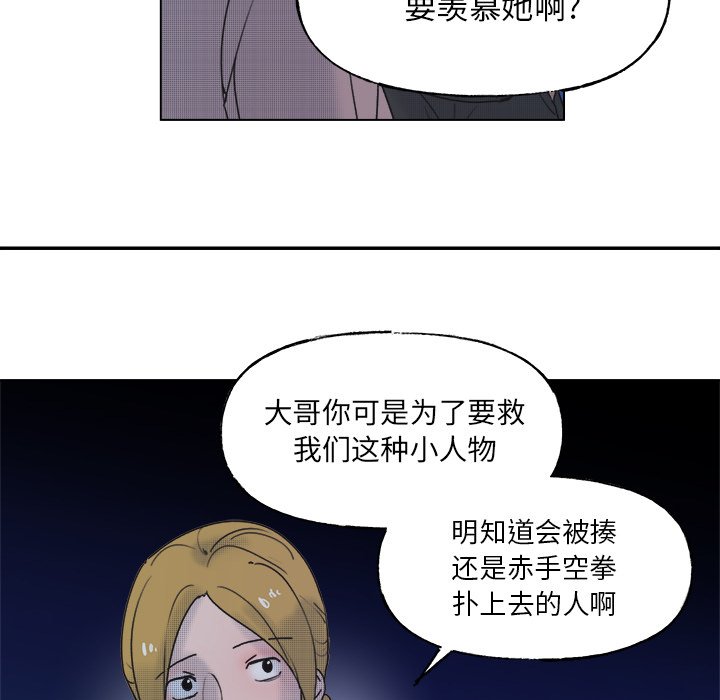 要羡慕她啊?
大哥你可是为了要救
我们这种小人物
明知道会被揍
还是赤手空拳
扑上去的人啊